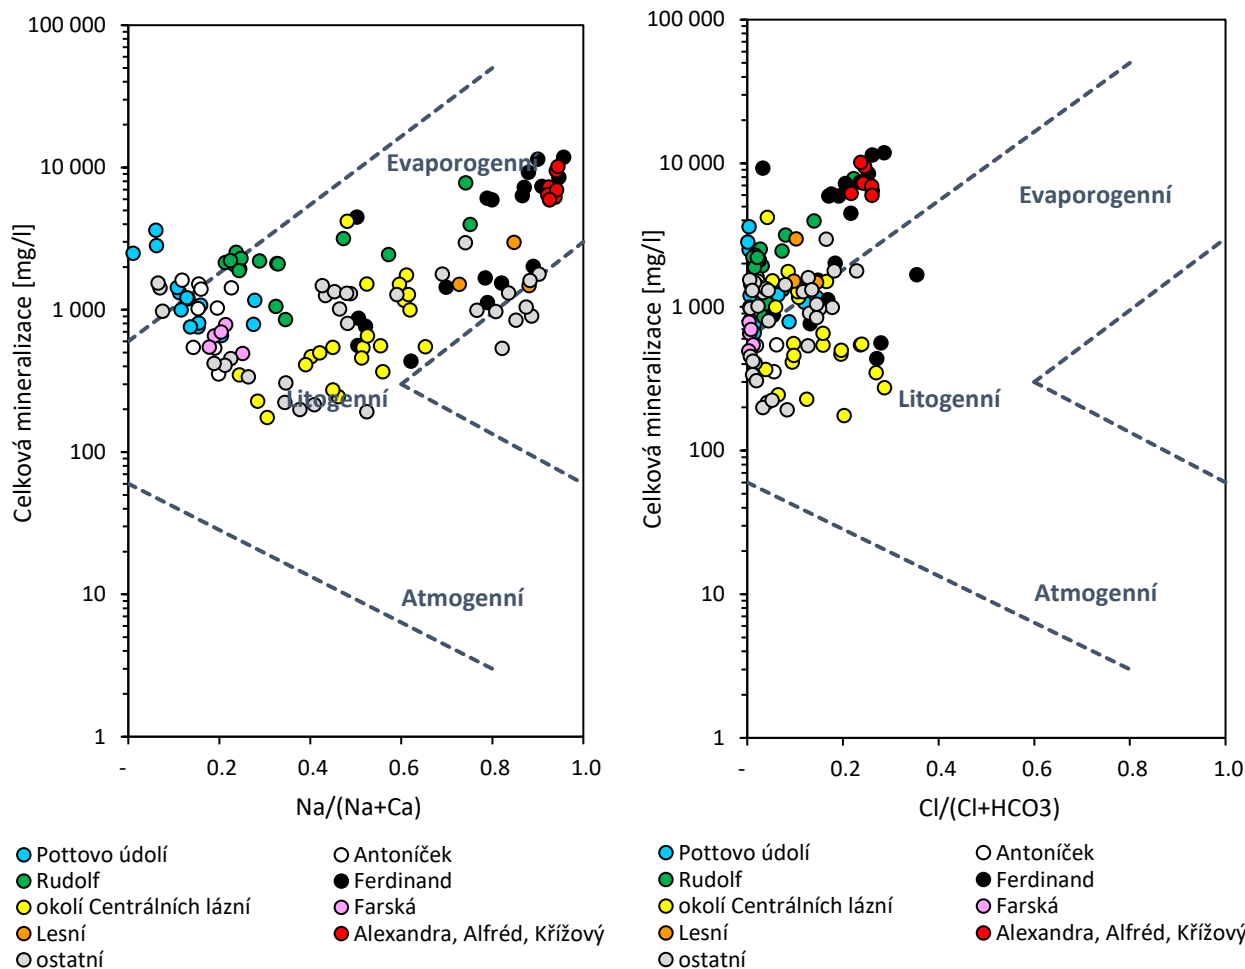 100 000
10 000
1 000
100
10
1
Celková mineralizace [mg/l]
Evaporogenní
Litogenní
Atmogenní
- 0.2 0.4 0.6 0.8 1.0
Na/(Na+Ca)
Pottovo údolí
Antoníček
Rudolf
Ferdinand
okolí Centrálních lázní
Farská
Lesní
Alexandra, Alfréd, Křížový
ostatní
100 000
10 000
1 000
100
10
1
Celková mineralizace [mg/l]
Evaporogenní
Litogenní
Atmogenní
- 0.2 0.4 0.6 0.8 1.0
Cl/(Cl+HCO3)
Pottovo údolí
Antoníček
Rudolf
Ferdinand
okolí Centrálních lázní
Farská
Lesní
Alexandra, Alfréd, Křížový
ostatní